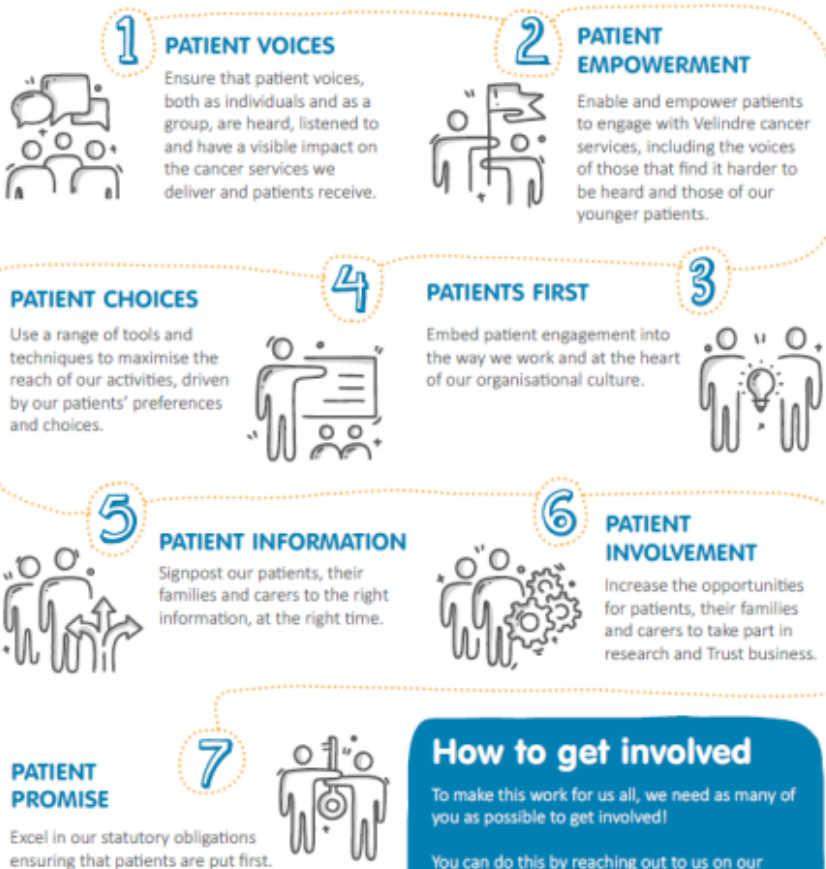 1
PATIENT VOICES
Ensure that patient voices,
both as individuals and as a
group, are heard, listened to
and have a visible impact on
the cancer services we
deliver and patients receive.
2
PATIENT
EMPOWERMENT
Enable and empower patients
to engage with Velindre cancer
services, including the voices
of those that find it harder to
be heard and those of our
younger patients.
3
PATIENTS FIRST
Embed patient engagement into
the way we work and at the heart
of our organisational culture.
4
PATIENT CHOICES
Use a range of tools and
techniques to maximise the
reach of our activities, driven
by our patients' preferences
and choices.
5
PATIENT INFORMATION
Signpost our patients, their
families and carers to the right
information, at the right time.
6
PATIENT
INVOLVEMENT
Increase the opportunities
for patients, their families
and carers to take part in
research and Trust business.
7
PATIENT
PROMISE
Excel in our statutory obligations
ensuring that patients are put first.
How to get involved
To make this work for us all, we need as many of
you as possible to get involved!
You can do this by reaching out to us on our